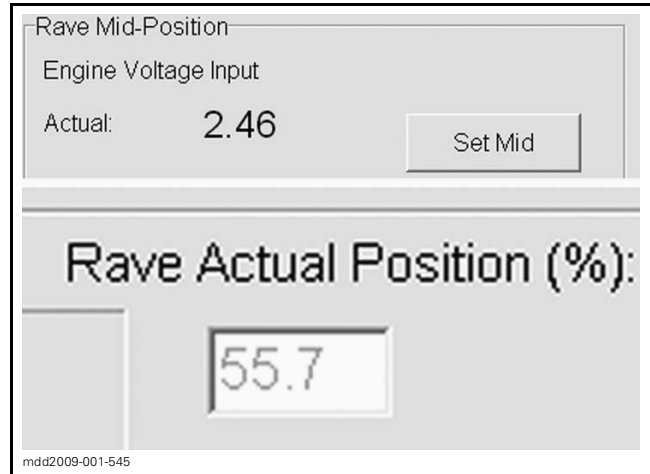 Rave Mid-Position
Engine Voltage Input
Actual: 2.46 Set Mid
Rave Actual Position (%):
55.7
mdd2009-001-545